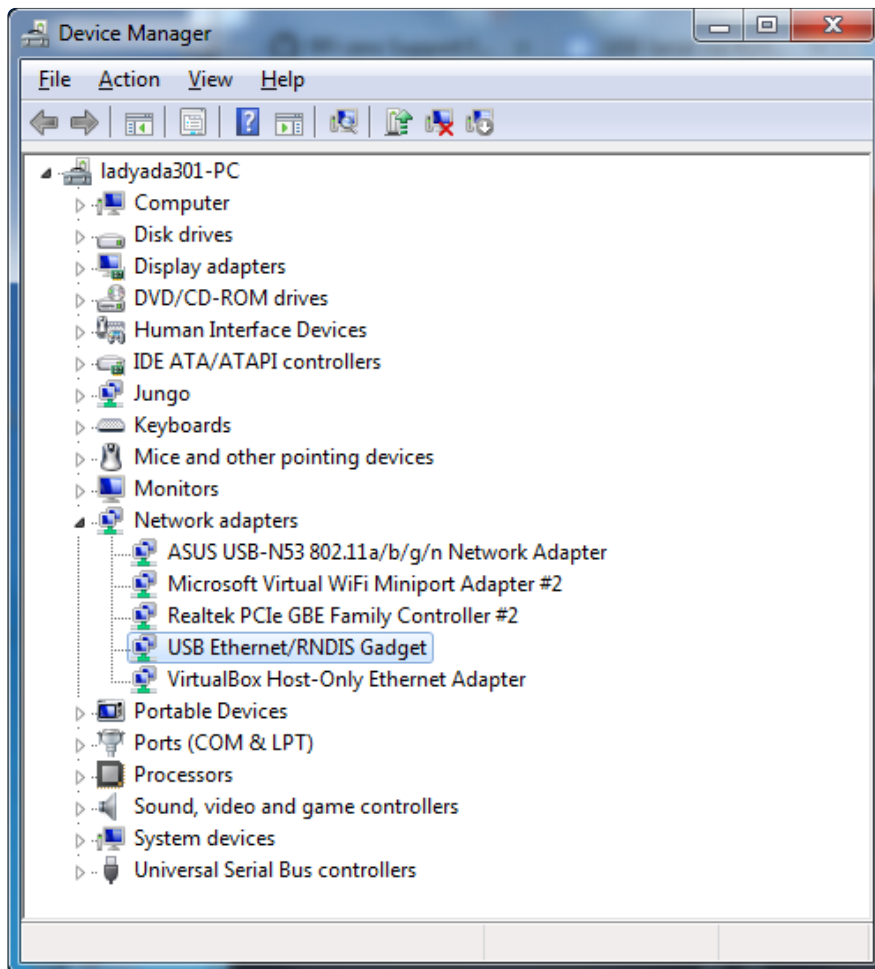 Device Manager
File Action View Help
ladyada301-PC
Computer
Disk drives
Display adapters
DVD/CD-ROM drives
Human Interface Devices
IDE ATA/ATAPI controllers
Jungo
Keyboards
Mice and other pointing devices
Monitors
Network adapters
ASUS USB-N53 802.11a/b/g/n Network Adapter
Microsoft Virtual WiFi Miniport Adapter #2
Realtek PCIe GBE Family Controller #2
USB Ethernet/RNDIS Gadget
VirtualBox Host-Only Ethernet Adapter
Portable Devices
Ports (COM & LPT)
Processors
Sound, video and game controllers
System devices
Universal Serial Bus controllers